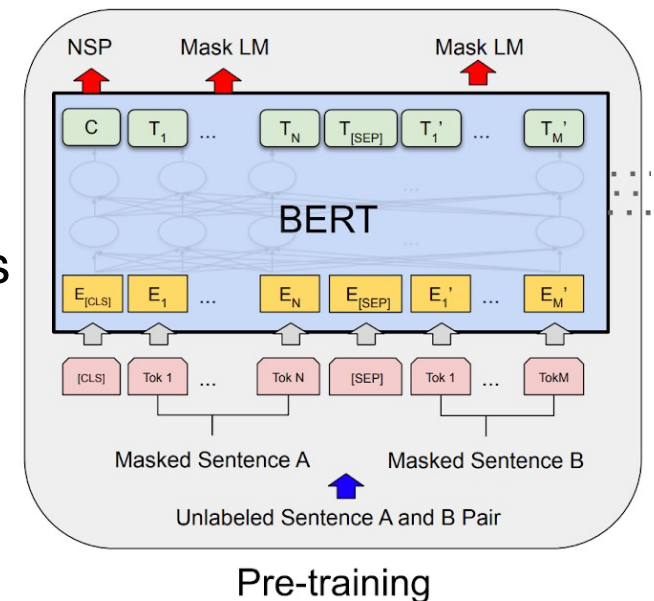 NSP Mask LM Mask LM
C T1 ... TN T[SEP] T1' ... TM'
...
BERT
...
s
E[CLS] E1 ... EN E[SEP] E1' ... EM'
[CLS] Tok 1 ... Tok N [SEP] Tok 1 ... TokM
Masked Sentence A Masked Sentence B
Unlabeled Sentence A and B Pair
Pre-training